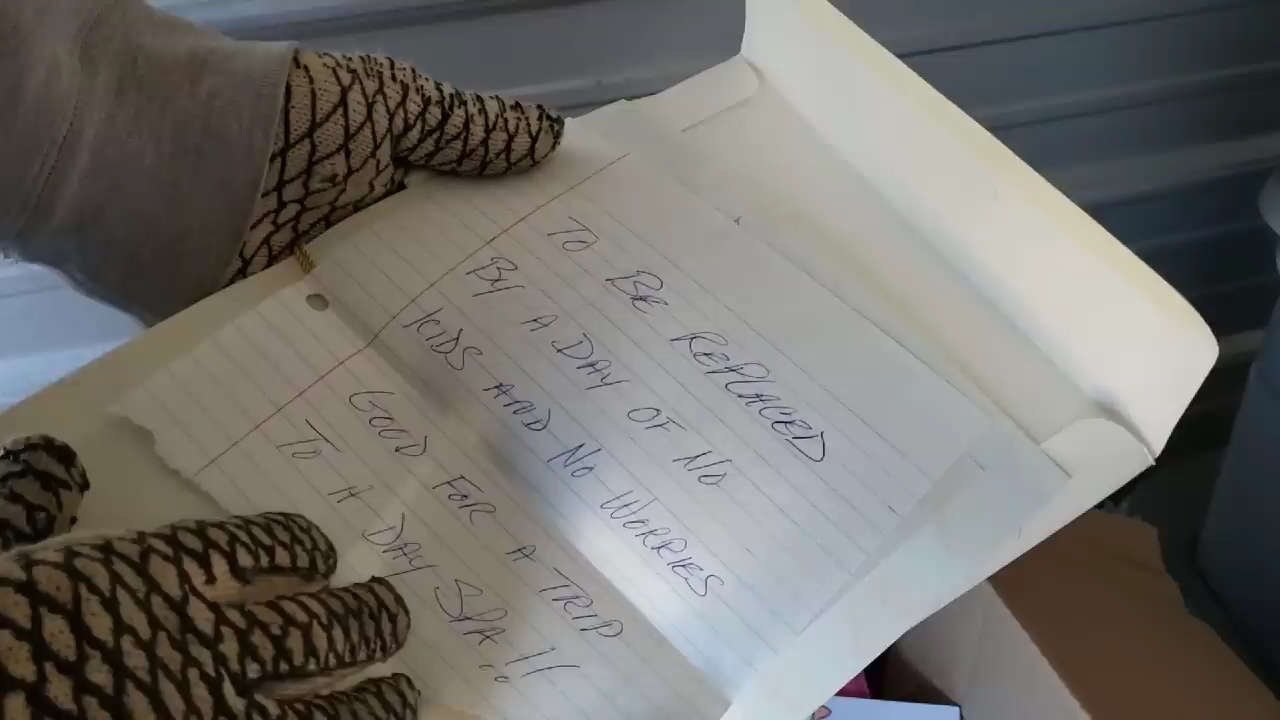 TO BE REPLACED
BY A DAY OF NO
KIDS AND NO WORRIES
GOOD FOR A TRIP
TO A DAY SPA!!